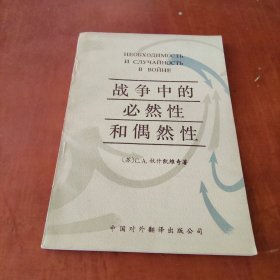 НЕОБХОДИМОСТЬ
И СЛУЧАЙНОСТЬ
В ВОЙНЕ
战争中的
必然性
和偶然性
〔苏〕С.А.狄什凯维奇著
中国对外翻译出版公司